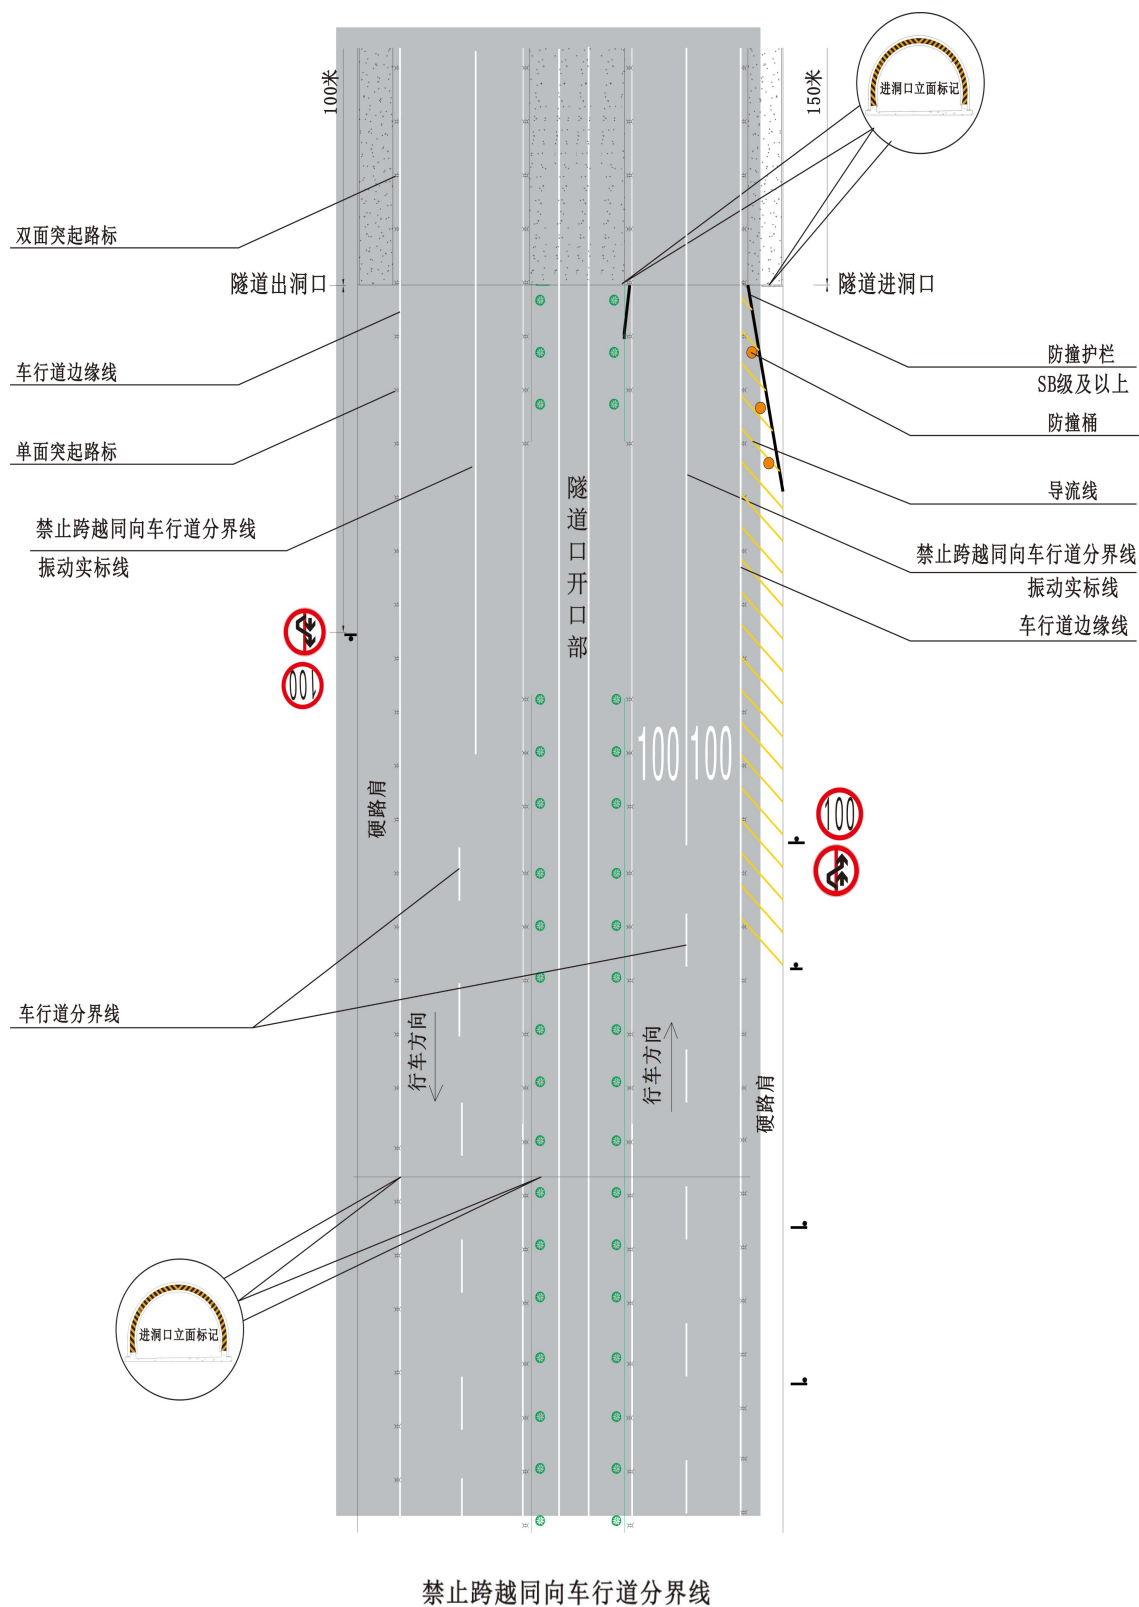 进洞口立面标记
100米
150米
双面突起路标
隧道出洞口
隧道进洞口
车行道边缘线
防撞护栏
SB级及以上
防撞桶
单面突起路标
导流线
隧道口开口部
禁止跨越同向车行道分界线
振动实标线
禁止跨越同向车行道分界线
振动实标线
车行道边缘线
100
100 100
100
硬路肩
车行道分界线
行车方向
行车方向
硬路肩
进洞口立面标记
禁止跨越同向车行道分界线